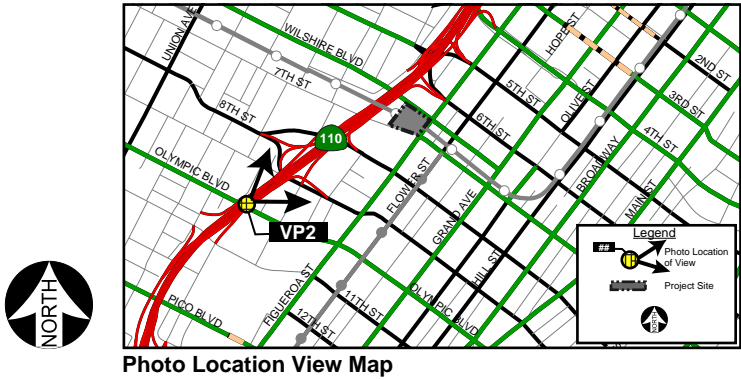 UNION AVE
WILSHIRE BLVD
7TH ST
8TH ST
OLYMPIC BLVD
110
VP2
PICO BLVD
HOPE ST
2ND ST
3RD ST
4TH ST
5TH ST
6TH ST
OLIVE ST
BROADWAY
MAIN ST
FLOWER ST
GRAND AVE
HILL ST
FIGUEROA ST
11TH ST
12TH ST
OLYMPIC BLVD
Legend
##
Photo Location
of View
Project Site
NORTH
NORTH
Photo Location View Map